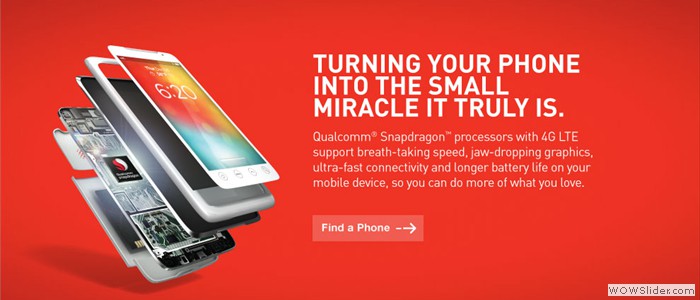 6:20
Qualcomm
snapdragon
TURNING YOUR PHONE
INTO THE SMALL
MIRACLE IT TRULY IS.
Qualcomm® Snapdragon™ processors with 4G LTE
support breath-taking speed, jaw-dropping graphics,
ultra-fast connectivity and longer battery life on your
mobile device, so you can do more of what you love.
Find a Phone
WOWSlider.com